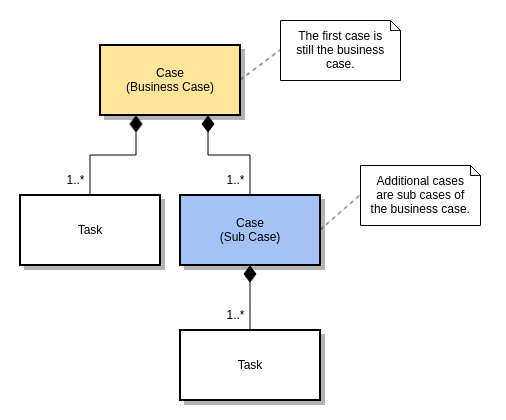 The first case is
still the business
case.
Case
(Business Case)
1..*
1..*
Additional cases
are sub cases of
the business case.
Task
Case
(Sub Case)
1..*
Task